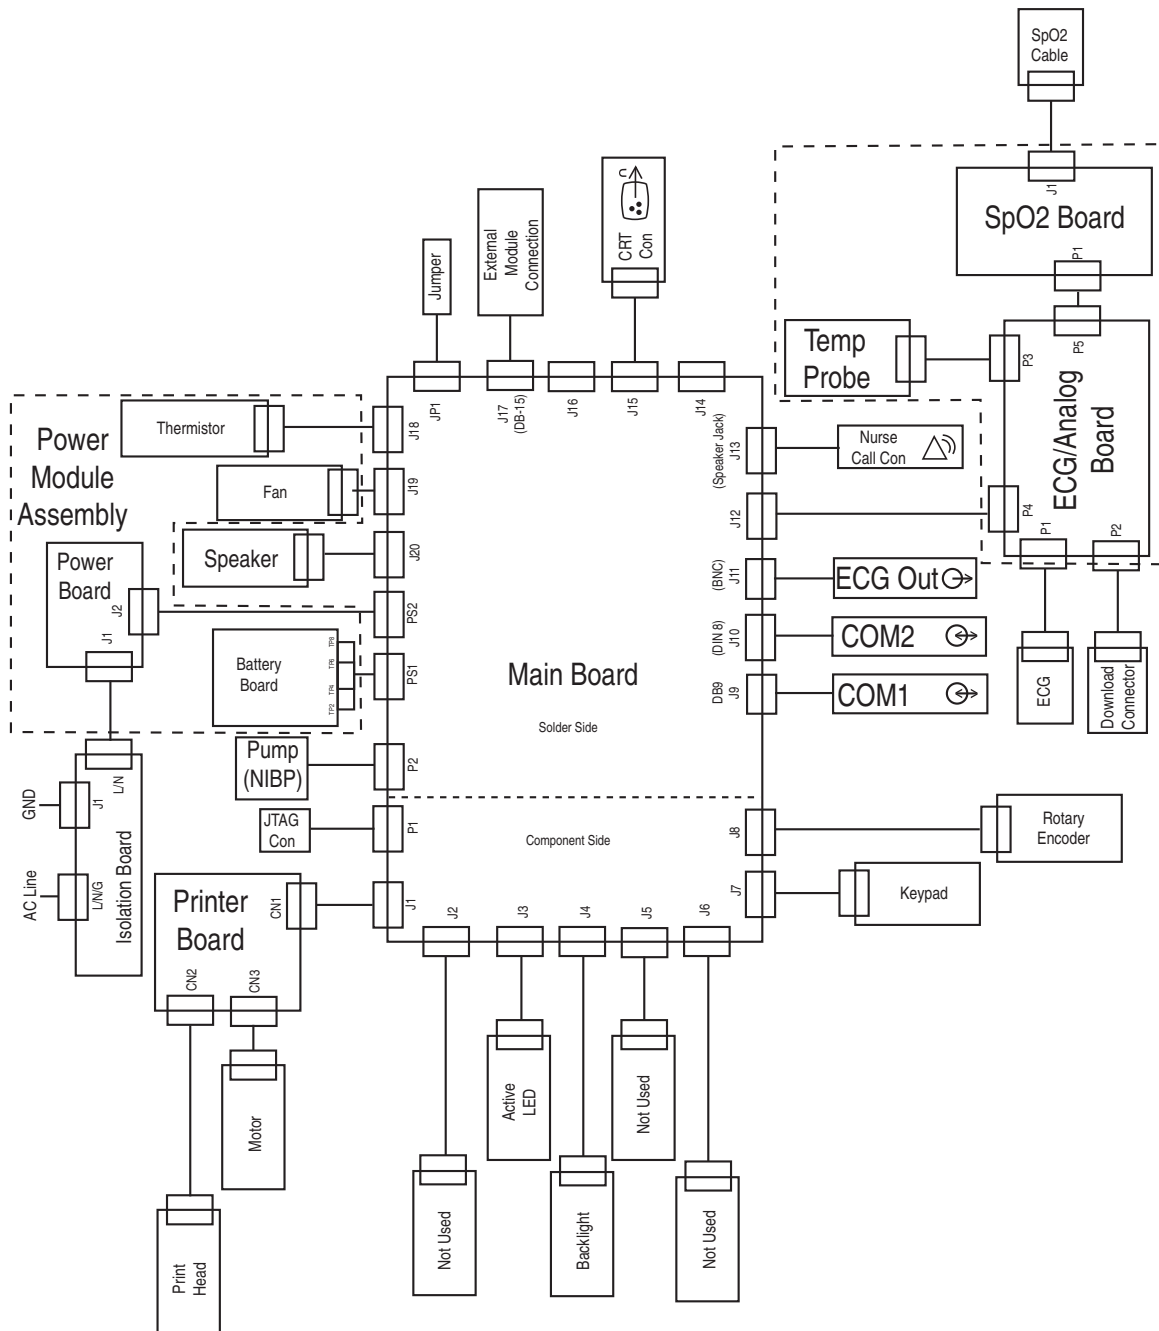 SpO2
Cable
J1
SpO2 Board
P1
P5
P3
ECG/Analog
Board
P4
P1
P2
ECG
Download
Connector
Temp
Probe
CRT
Con
External
Module
Connection
Jumper
JP1
J17
(DB-15)
J16
J15
J14
Power
Module
Assembly
Thermistor
J18
Fan
J19
Speaker
J20
Power
Board
J2
J1
PS2
Battery
Board
TP8
TP6
TP4
TP2
PS1
Pump
(NIBP)
P2
JTAG
Con
P1
Main Board
Solder Side
Component Side
(Speaker Jack)
J13
Nurse
Call Con
J12
(BNC)
J11
ECG Out
(DIN 8)
J10
COM2
DB9
J9
COM1
J8
Rotary
Encoder
J7
Keypad
GND
J1
L/N
AC Line
L/N/G
Isolation Board
Printer
Board
CN1
J1
CN2
CN3
Motor
Print
Head
J2
J3
J4
J5
J6
Not Used
Active
LED
Backlight
Not Used
Not Used